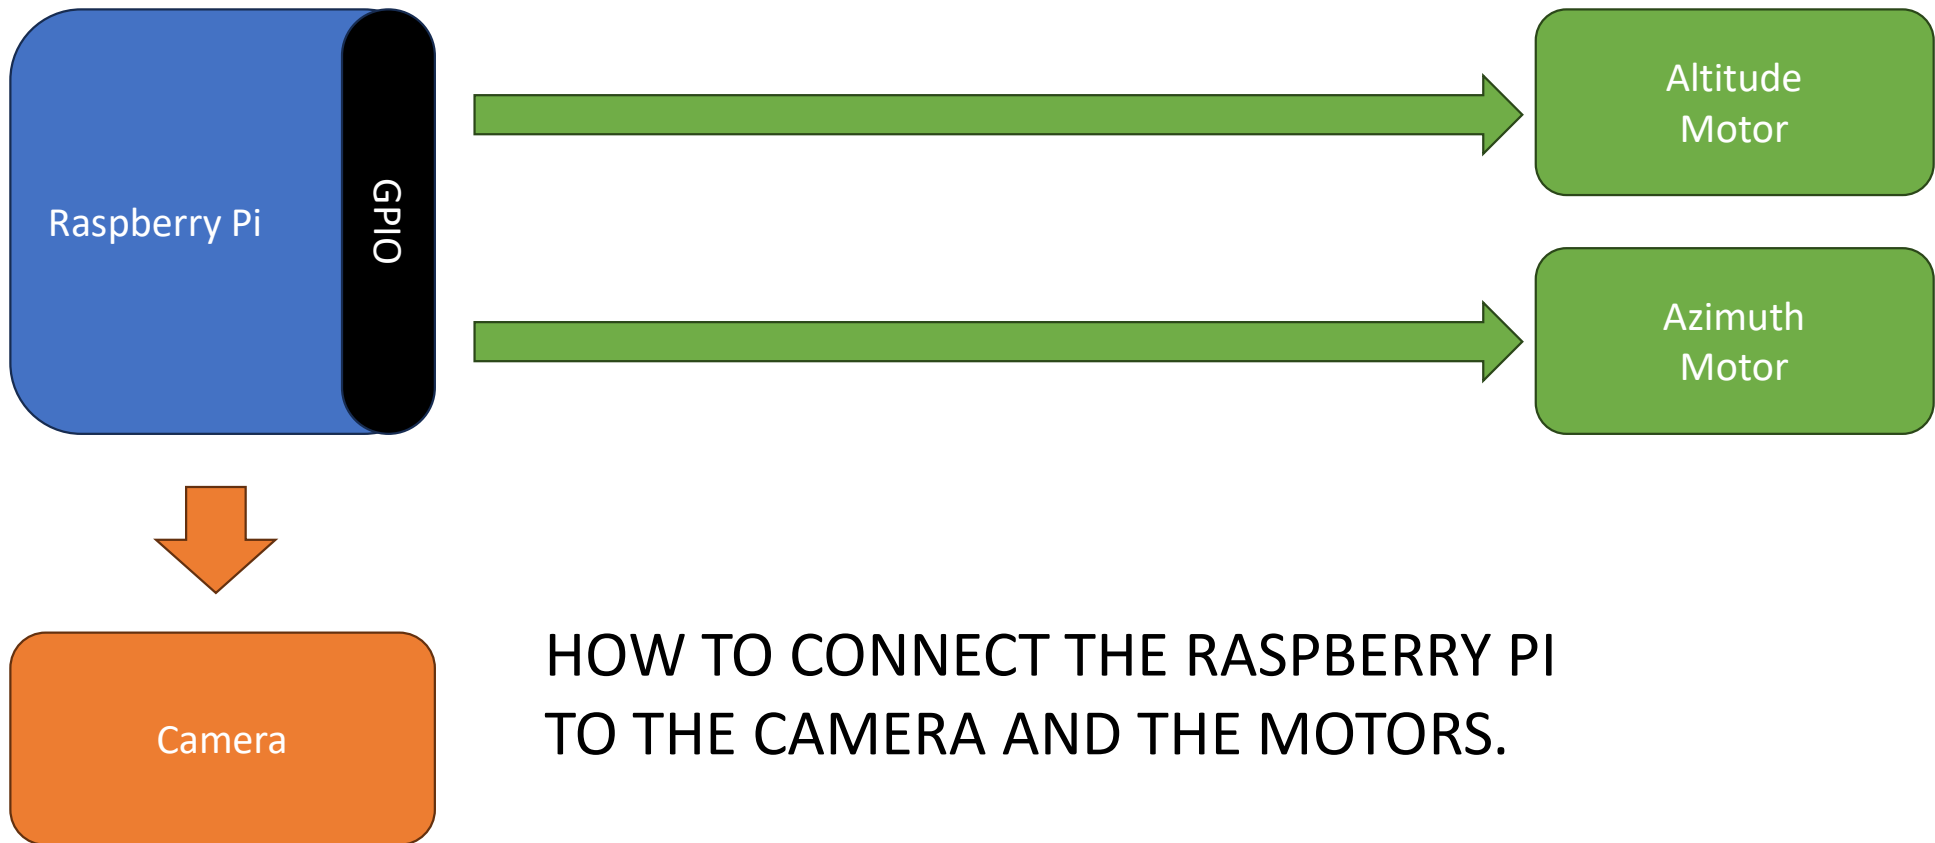 Raspberry Pi
GPIO
Altitude
Motor
Azimuth
Motor
Camera
HOW TO CONNECT THE RASPBERRY PI
TO THE CAMERA AND THE MOTORS.